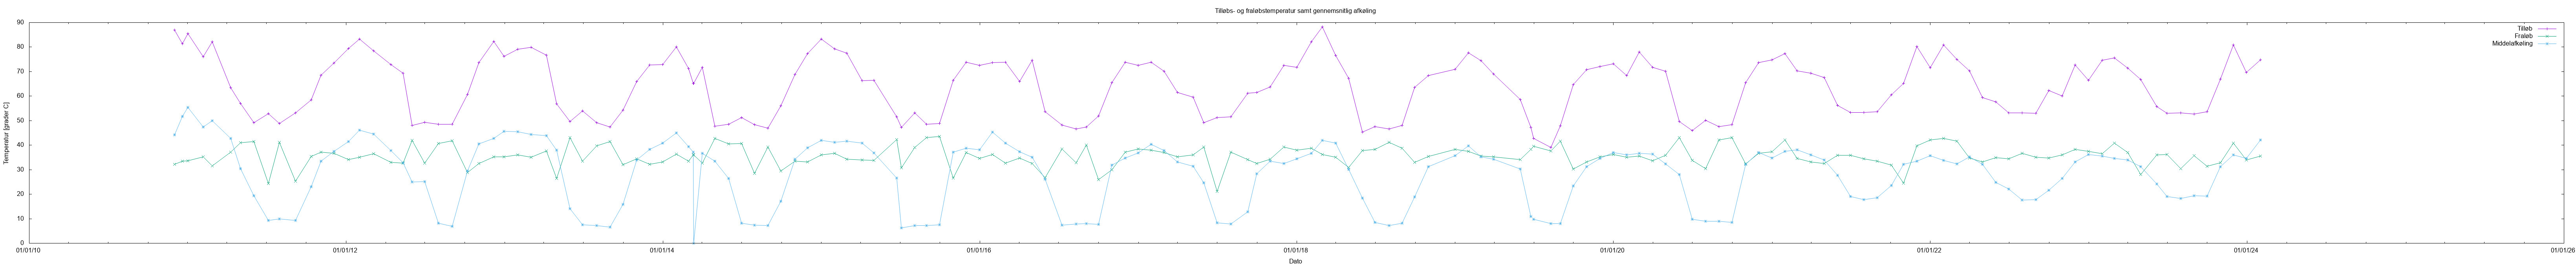 Tilløbs- og fraløbstemperatur samt gennemsnitlig afkøling
Temperatur [grader C]
90
80
70
60
50
40
30
20
10
0
Tilløb
Fraløb
Middelafkøling
01/01/10 01/01/12 01/01/14 01/01/16 01/01/18 01/01/20 01/01/22 01/01/24 01/01/26
Dato